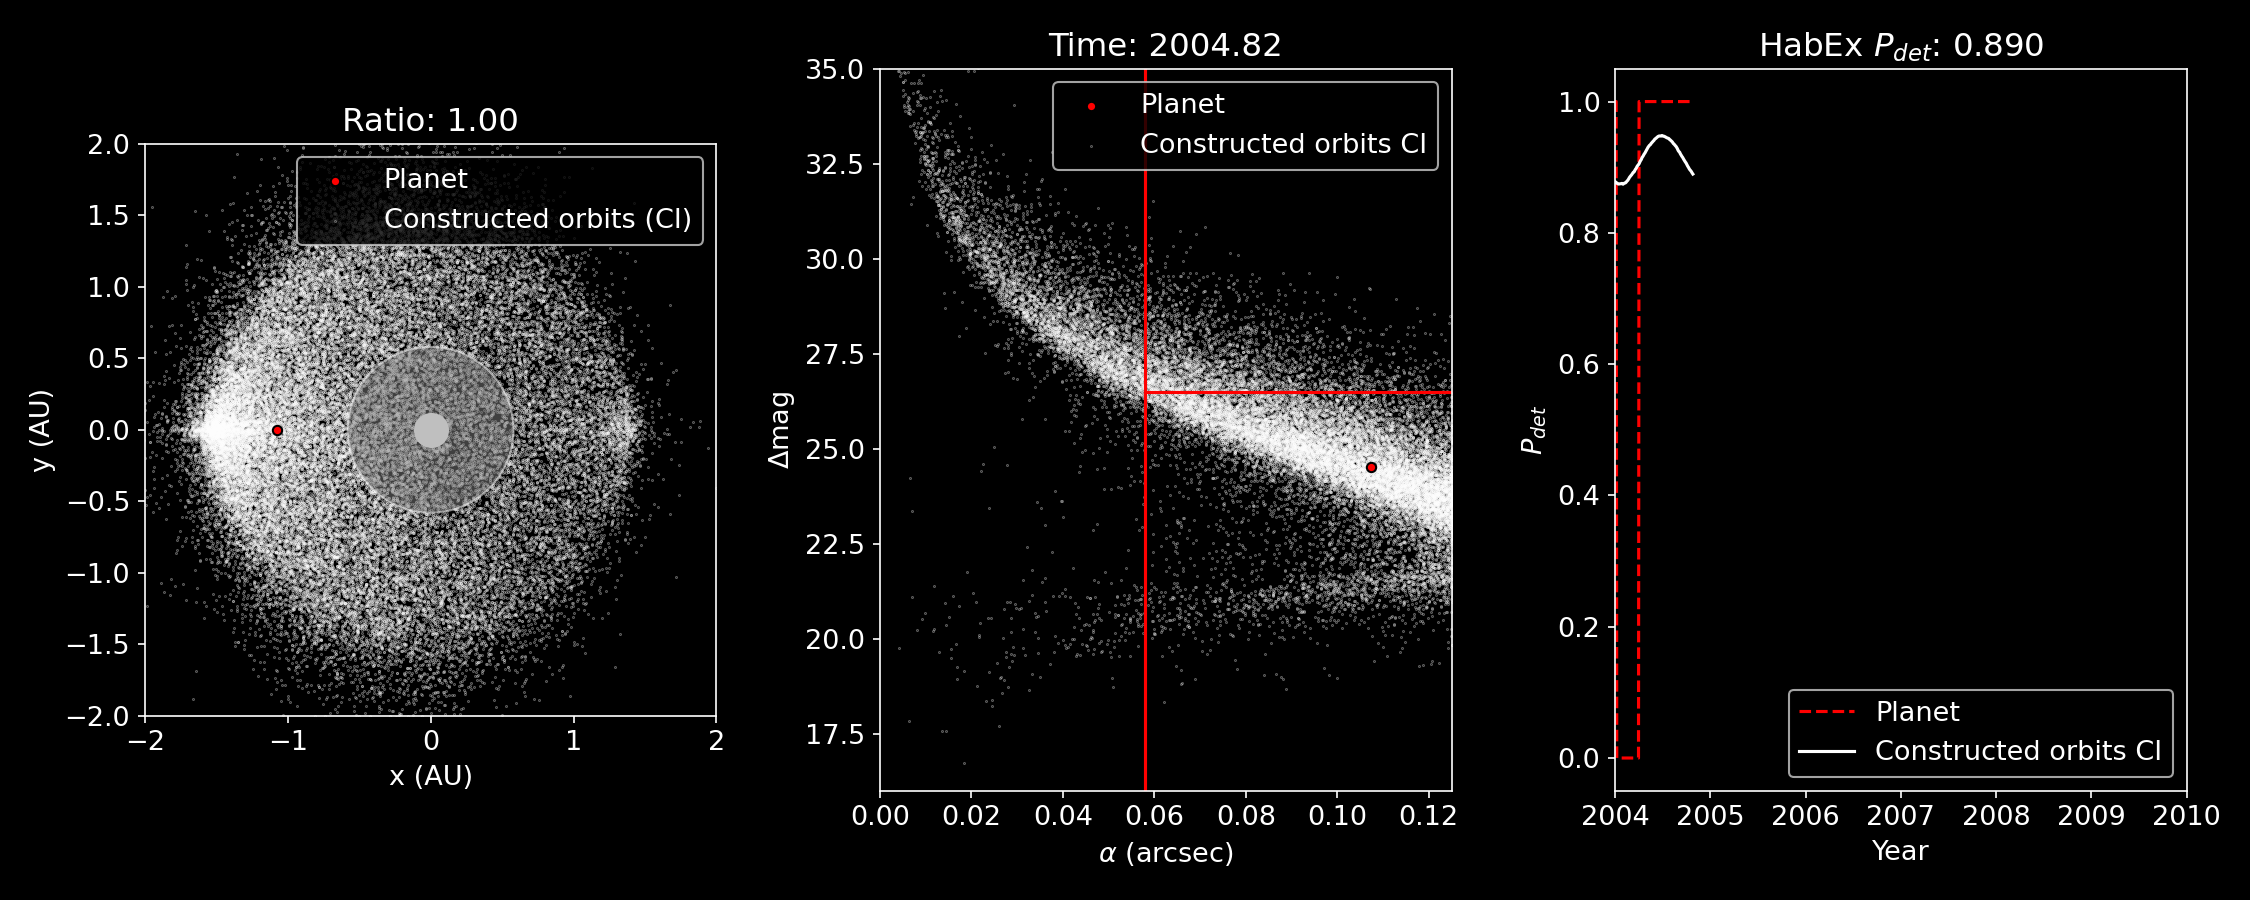 Ratio: 1.00
Planet
Constructed orbits (CI)
2.0
1.5
1.0
0.5
0.0
−0.5
−1.0
−1.5
−2.0
y (AU)
−2
−1
0
1
2
x (AU)
Time: 2004.82
Planet
Constructed orbits CI
35.0
32.5
30.0
27.5
25.0
22.5
20.0
17.5
Δmag
0.00
0.02
0.04
0.06
0.08
0.10
0.12
α (arcsec)
HabEx P_det: 0.890
1.0
0.8
0.6
0.4
0.2
0.0
P_det
Planet
Constructed orbits CI
2004
2005
2006
2007
2008
2009
2010
Year